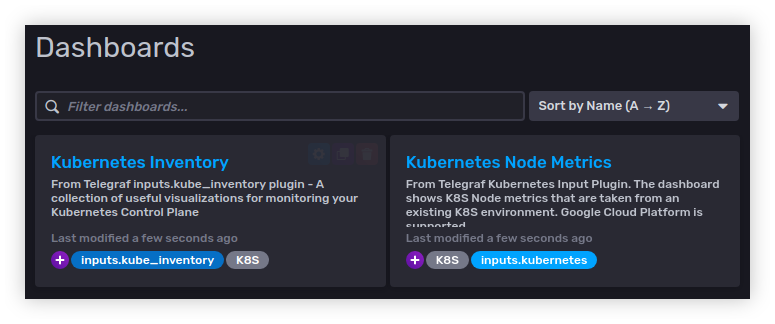 Dashboards
Filter dashboards...
Sort by Name (A → Z)
Kubernetes Inventory
From Telegraf inputs.kube_inventory plugin - A
collection of useful visualizations for monitoring your
Kubernetes Control Plane
Last modified a few seconds ago
+ inputs.kube_inventory K8S
Kubernetes Node Metrics
From Telegraf Kubernetes Input Plugin. The dashboard
shows K8S Node metrics that are taken from an
existing K8S environment. Google Cloud Platform is
supported
Last modified a few seconds ago
+ K8S inputs.kubernetes